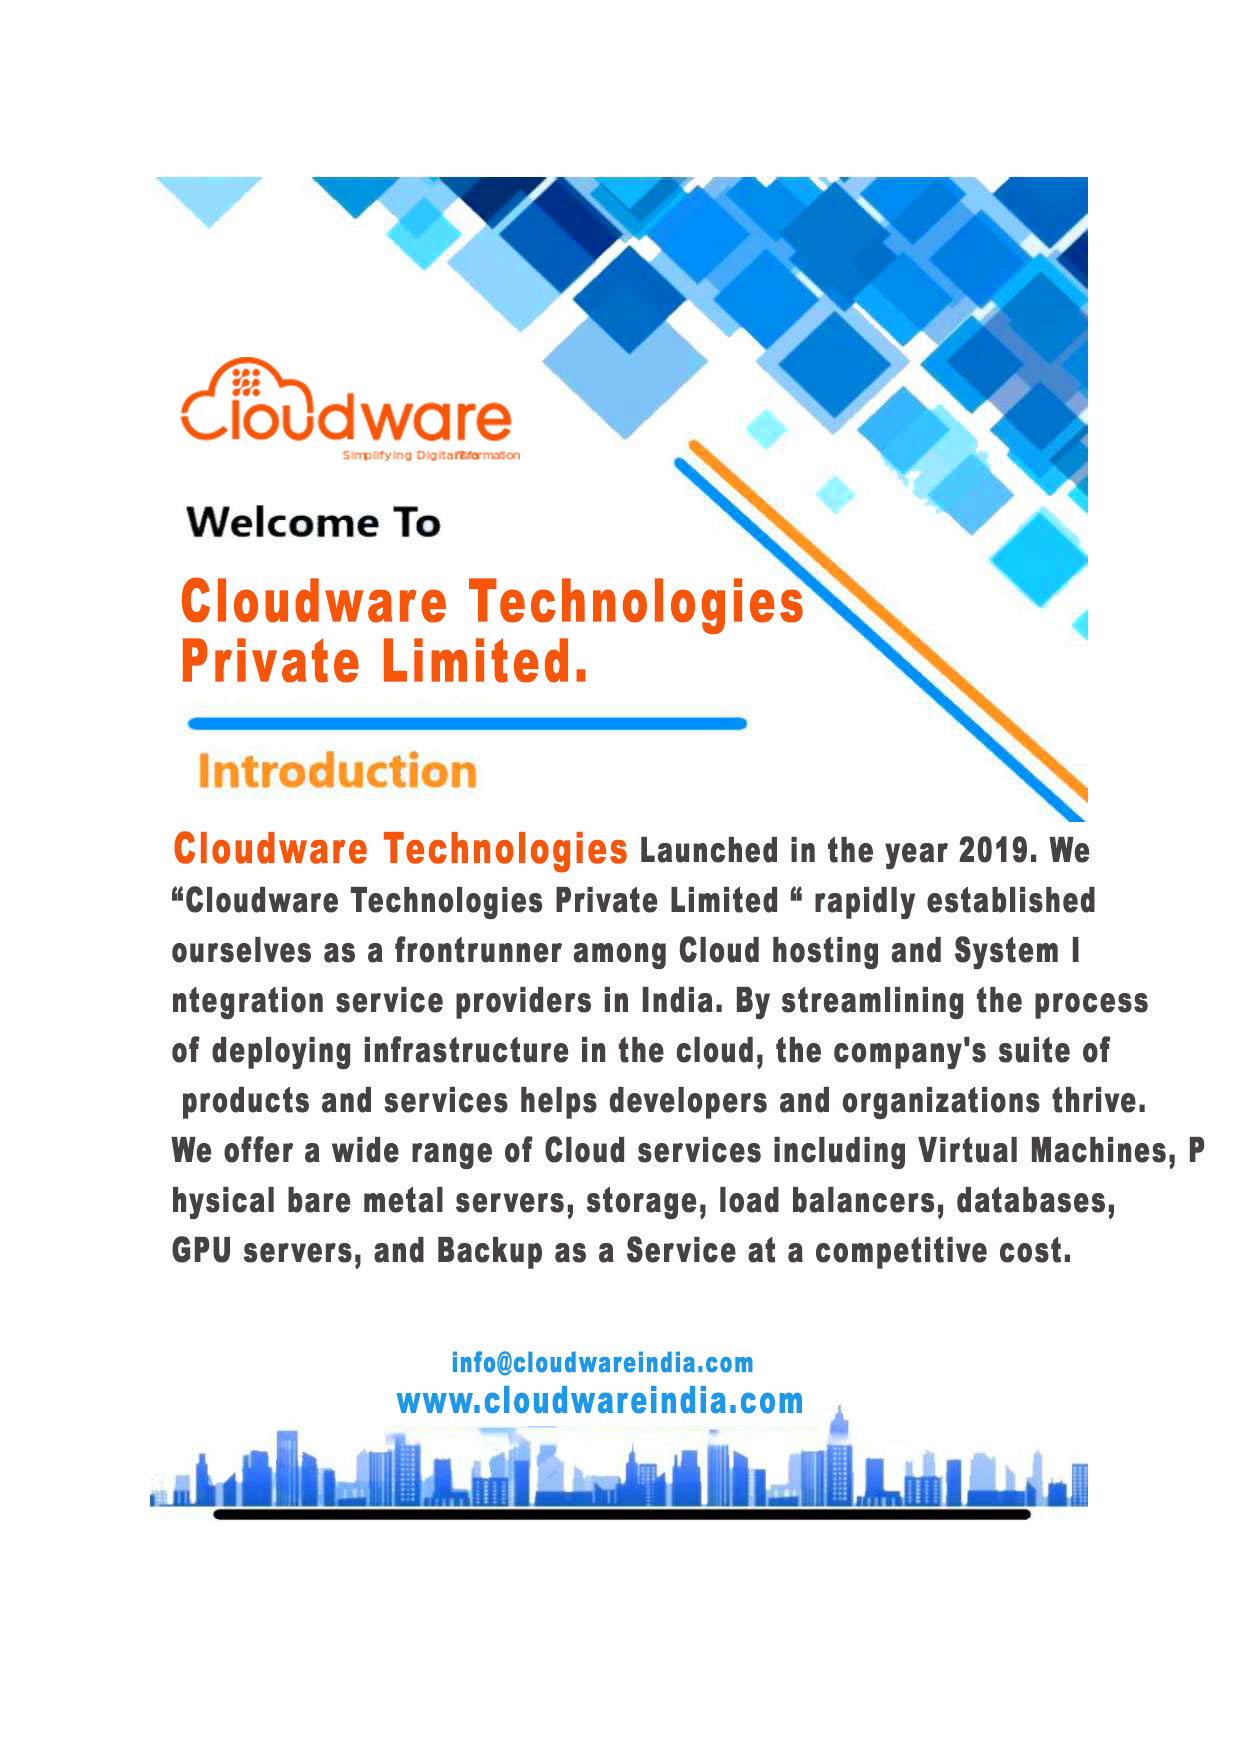 Cloudware
Simplifying Digital
Welcome To
Cloudware Technologies
Private Limited.
Introduction
Cloudware Technologies Launched in the year 2019. We
“Cloudware Technologies Private Limited “ rapidly established
ourselves as a frontrunner among Cloud hosting and System I
ntegration service providers in India. By streamlining the process
of deploying infrastructure in the cloud, the company's suite of
products and services helps developers and organizations thrive.
We offer a wide range of Cloud services including Virtual Machines, P
hysical bare metal servers, storage, load balancers, databases,
GPU servers, and Backup as a Service at a competitive cost.
info@cloudwareindia.com
www.cloudwareindia.com